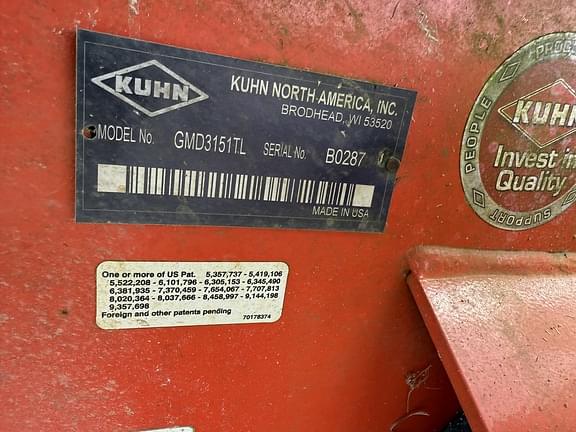 KUHN
KUHN NORTH AMERICA, INC.
BRODHEAD, WI 53520
MODEL No. GMD3151TL SERIAL No. B0287
MADE IN USA
PEOPLE
KUHN
Invest in
Quality
SUPPORT
One or more of US Pat. 5,357,737 - 5,419,106
5,522,208 - 6,101,796 - 6,305,153 - 6,345,490
6,381,935 - 7,370,459 - 7,654,067 - 7,707,813
8,020,364 - 8,037,666 - 8,458,997 - 9,144,198
9,357,698
Foreign and other patents pending
70178374